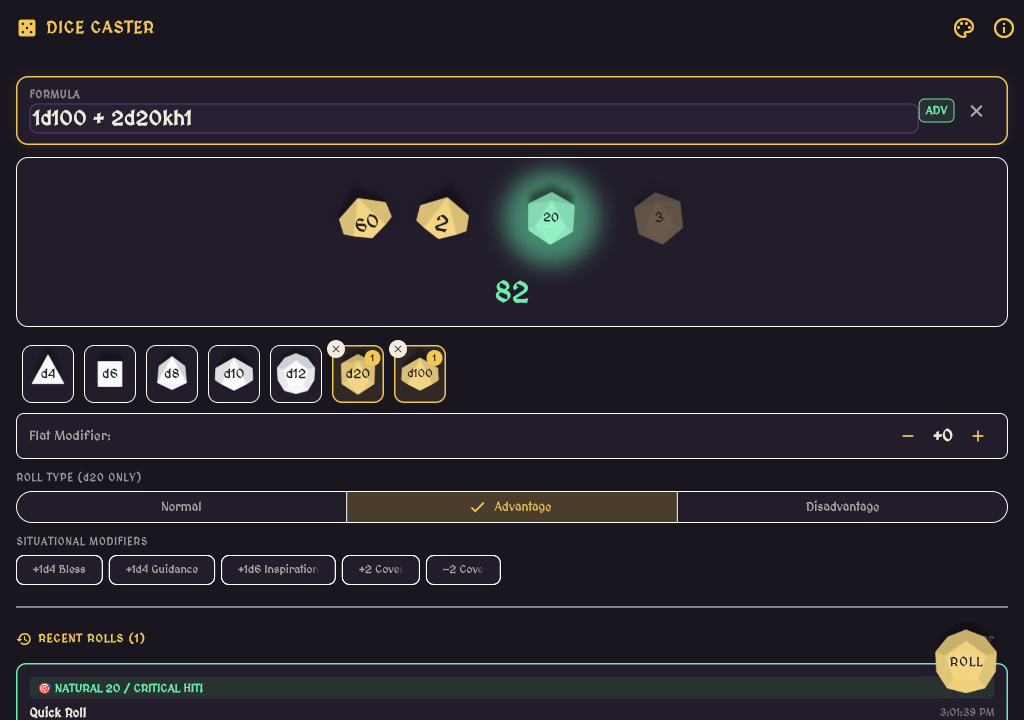 DICE CASTER
FORMULA
1d100 + 2d20kh1
ADV
60 2 20 3
82
d4 d6 d8 d10 d12 d20 1 d100 1
Flat Modifier: +0
ROLL TYPE (d20 ONLY)
Normal Advantage Disadvantage
SITUATIONAL MODIFIERS
+1d4 Bless +1d4 Guidance +1d6 Inspiration +2 Cover −2 Cove
RECENT ROLLS (1)
ROLL
NATURAL 20 / CRITICAL HIT!
Quick Roll 3:01:39 PM